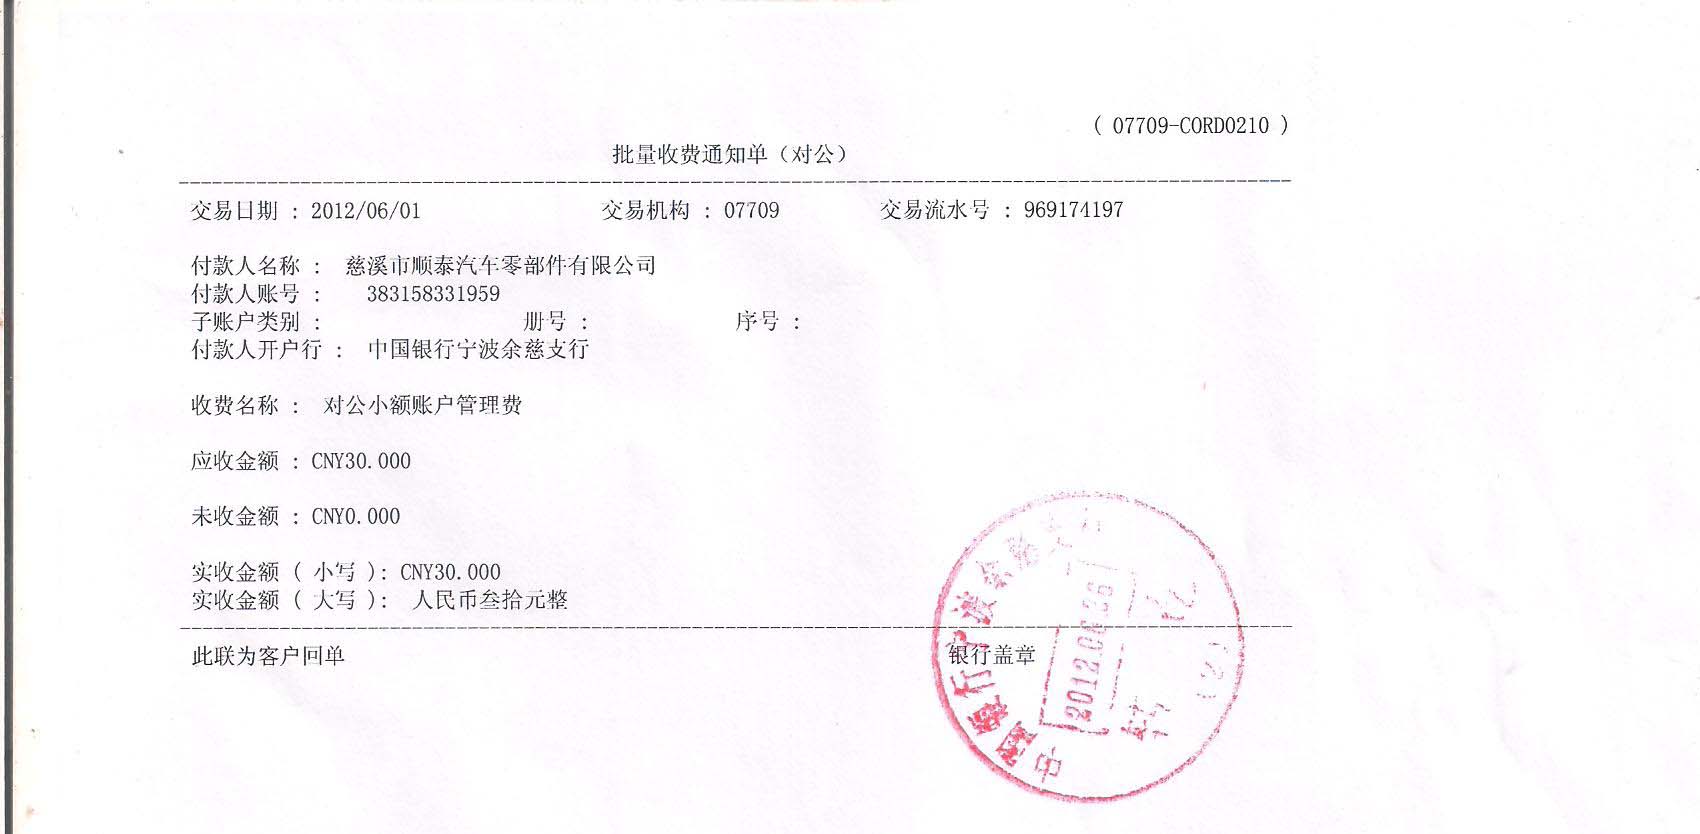 ( 07709-CORD0210 )
批量收费通知单（对公）
交易日期 : 2012/06/01 交易机构 : 07709 交易流水号 : 969174197
付款人名称 : 慈溪市顺泰汽车零部件有限公司
付款人账号 : 383158331959
子账户类别 : 册号 : 序号 :
付款人开户行 : 中国银行宁波余慈支行
收费名称 : 对公小额账户管理费
应收金额 : CNY30.000
未收金额 : CNY0.000
实收金额 ( 小写 ): CNY30.000
实收金额 ( 大写 ): 人民币叁拾元整
此联为客户回单 银行盖章
中国银行宁波余慈支行
转讫